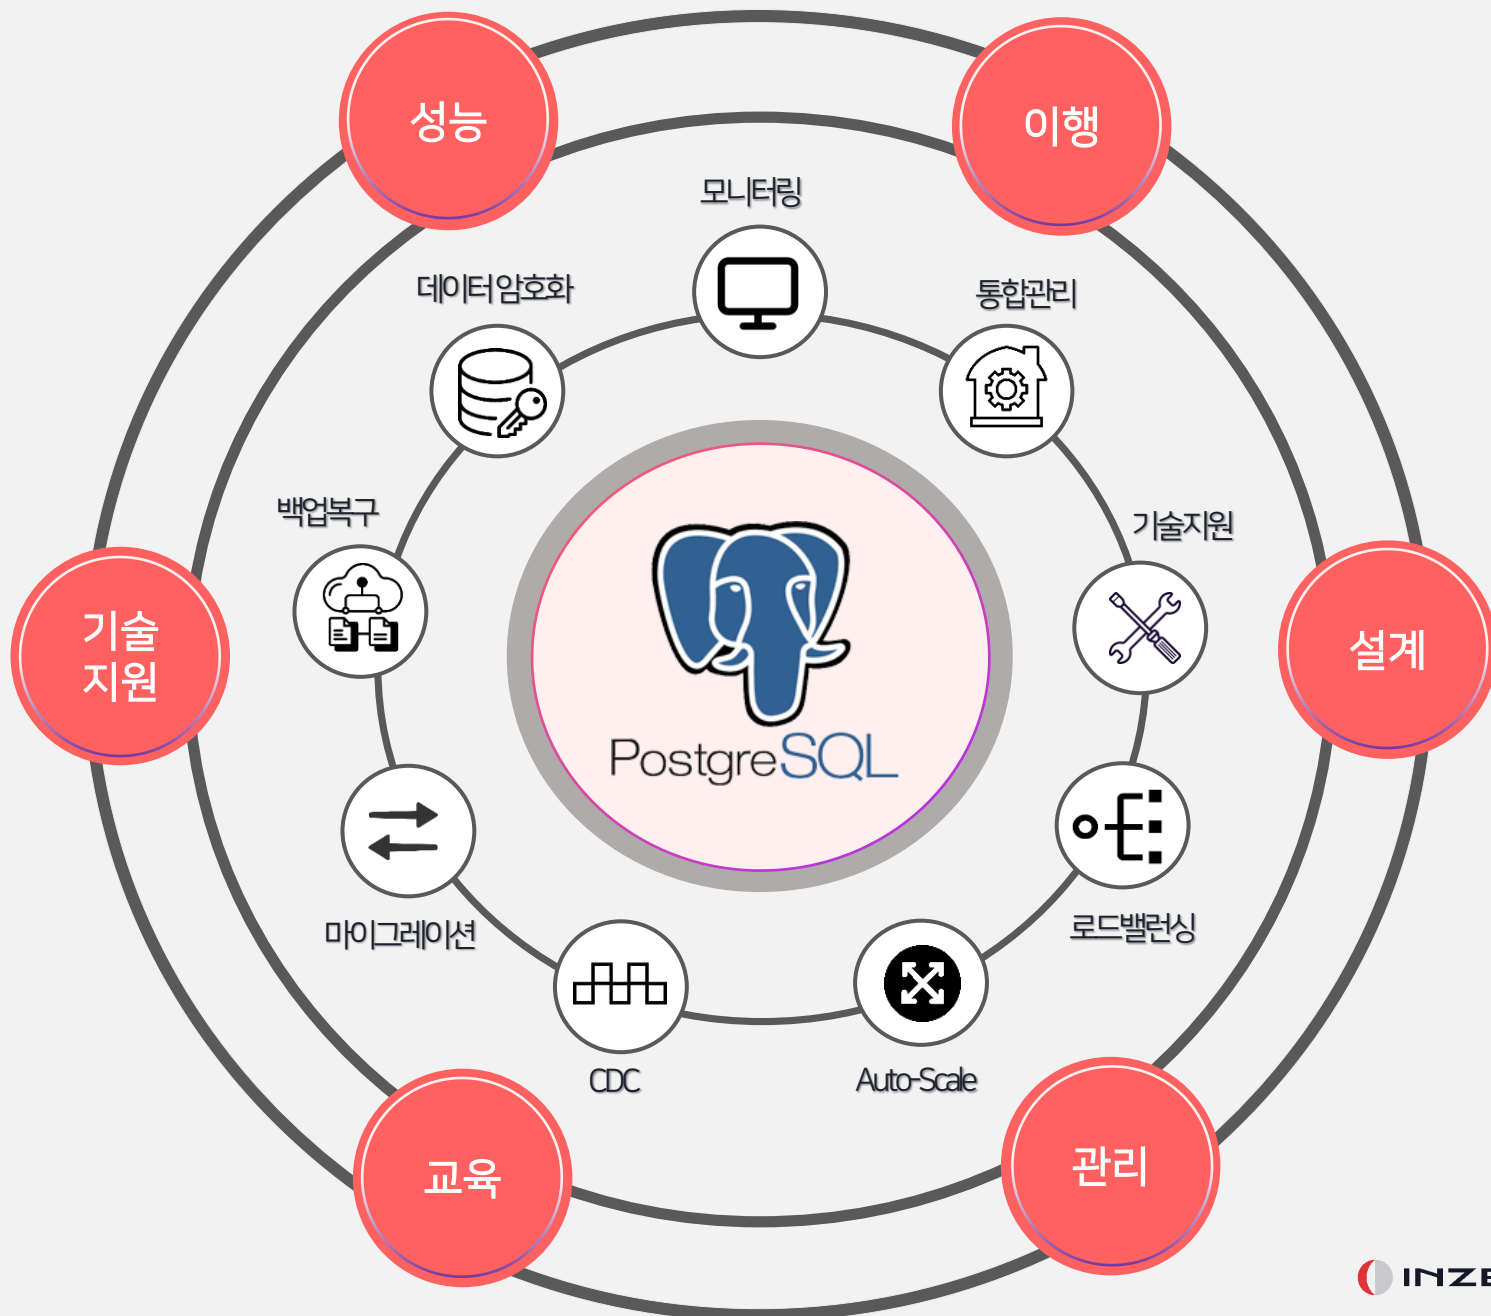 성능
이행
모니터링
데이터 암호화
통합관리
백업복구
기술지원
기술
지원
설계
PostgreSQL
마이그레이션
로드밸런싱
CDC
Auto-Scale
교육
관리